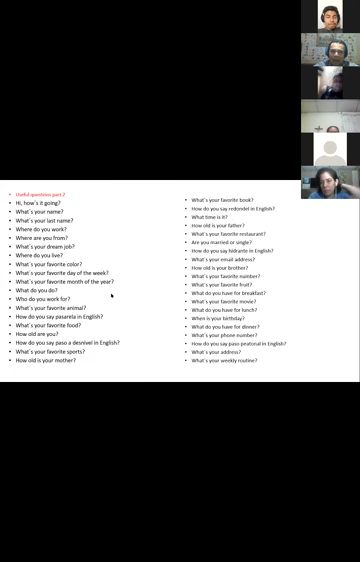 Useful questions part 2
Hi, how's it going?
What's your name?
What's your last name?
Where do you work?
Where are you from?
What's your dream job?
Where do you live?
What's your favorite color?
What's your favorite day of the week?
What's your favorite month of the year?
What do you do?
Who do you work for?
What's your favorite animal?
How do you say pasarela in English?
What's your favorite food?
How old are you?
How do you say paso a desnivel in English?
What's your favorite sports?
How old is your mother?
What's your favorite book?
How do you say redondel in English?
What time is it?
How old is your father?
What's your favorite restaurant?
Are you married or single?
How do you say hidrante in English?
What's your email address?
How old is your brother?
What's your favorite number?
What's your favorite fruit?
What do you have for breakfast?
What's your favorite movie?
What do you have for lunch?
When is your birthday?
What do you have for dinner?
What's your phone number?
How do you say paso peatonal in English?
What's your address?
What's your weekly routine?